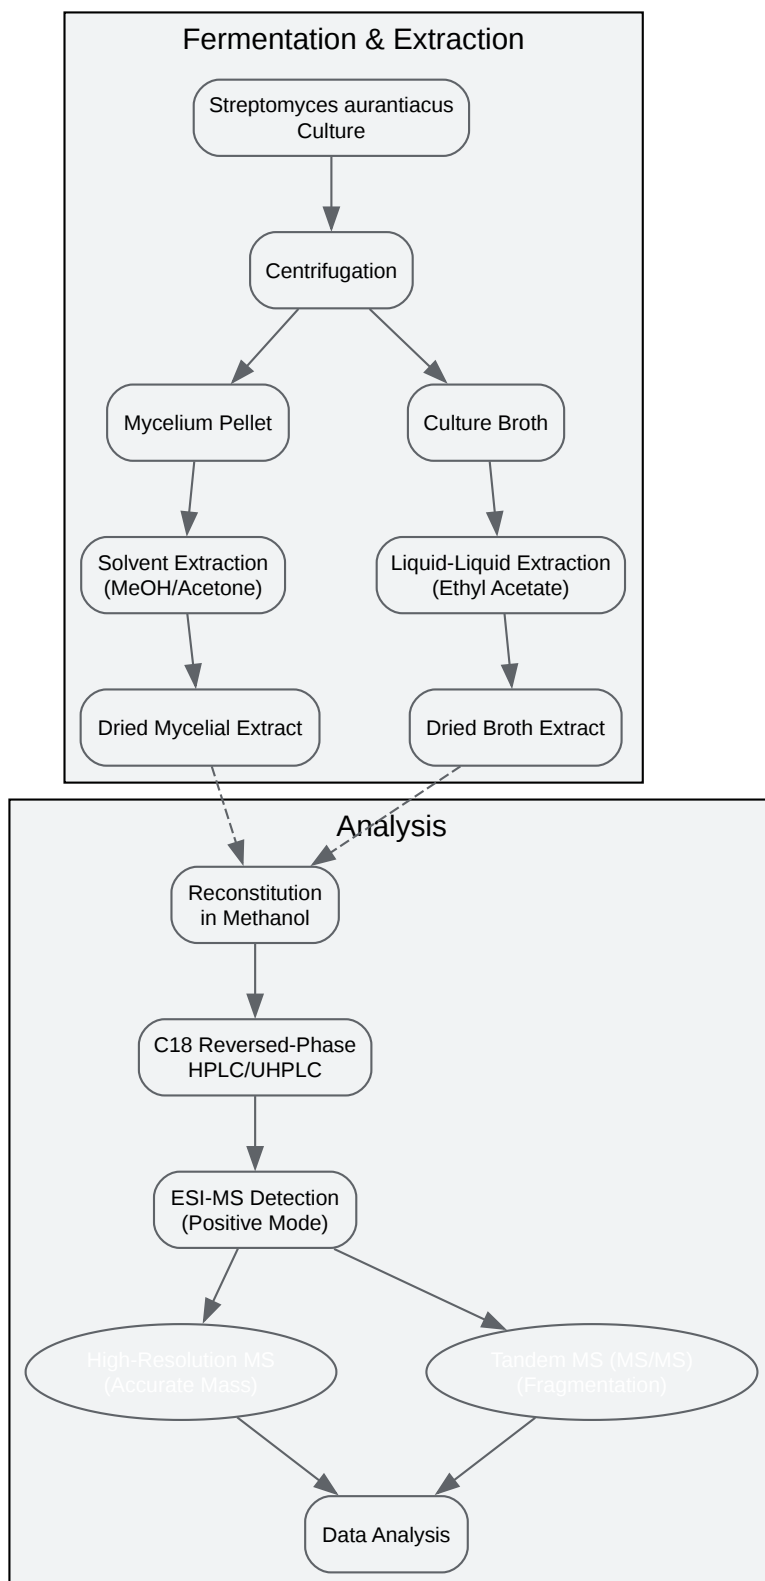 Fermentation & Extraction
Streptomyces aurantiacus
Culture
Centrifugation
Mycelium Pellet
Culture Broth
Solvent Extraction
(MeOH/Acetone)
Liquid-Liquid Extraction
(Ethyl Acetate)
Dried Mycelial Extract
Dried Broth Extract
Analysis
Reconstitution
in Methanol
C18 Reversed-Phase
HPLC/UHPLC
ESI-MS Detection
(Positive Mode)
High-Resolution MS
(Accurate Mass)
Tandem MS (MS/MS)
(Fragmentation)
Data Analysis